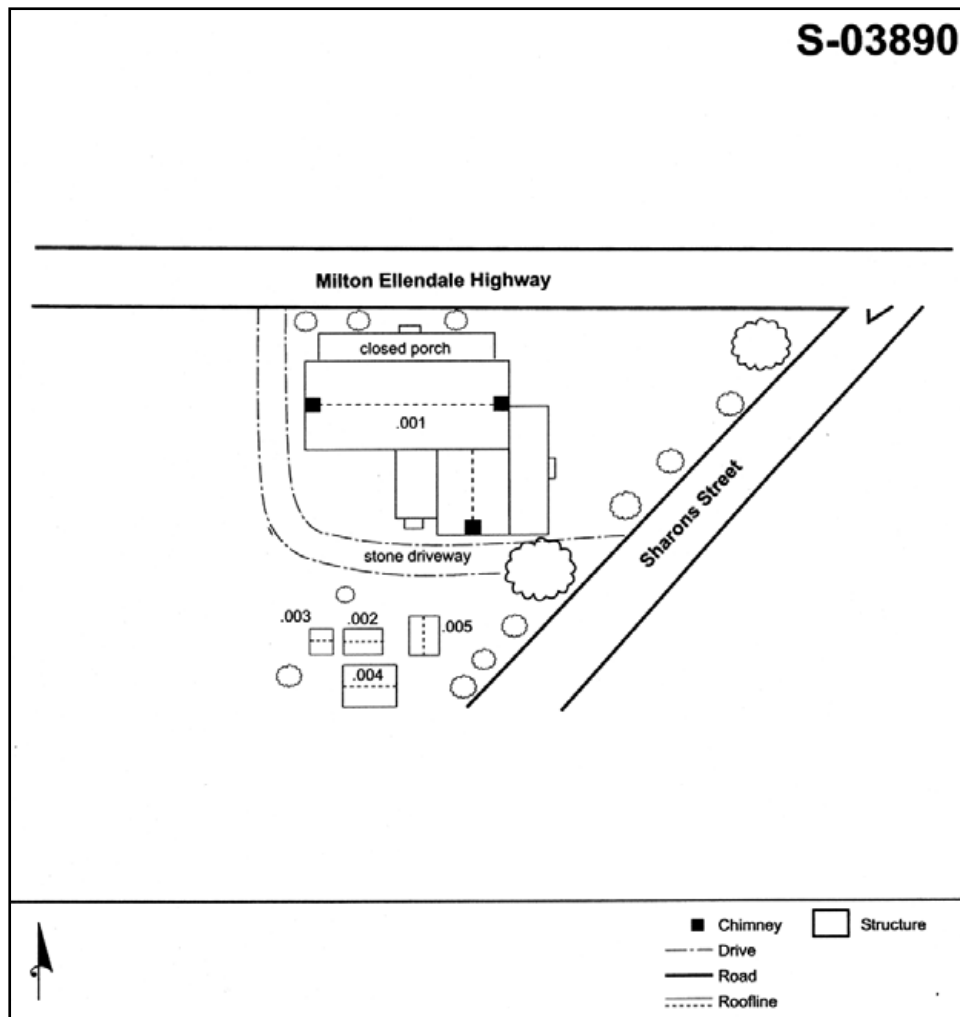 S-03890
Milton Ellendale Highway
closed porch
.001
Sharons Street
stone driveway
.003
.002
.005
.004
Chimney
Structure
Drive
Road
Roofline